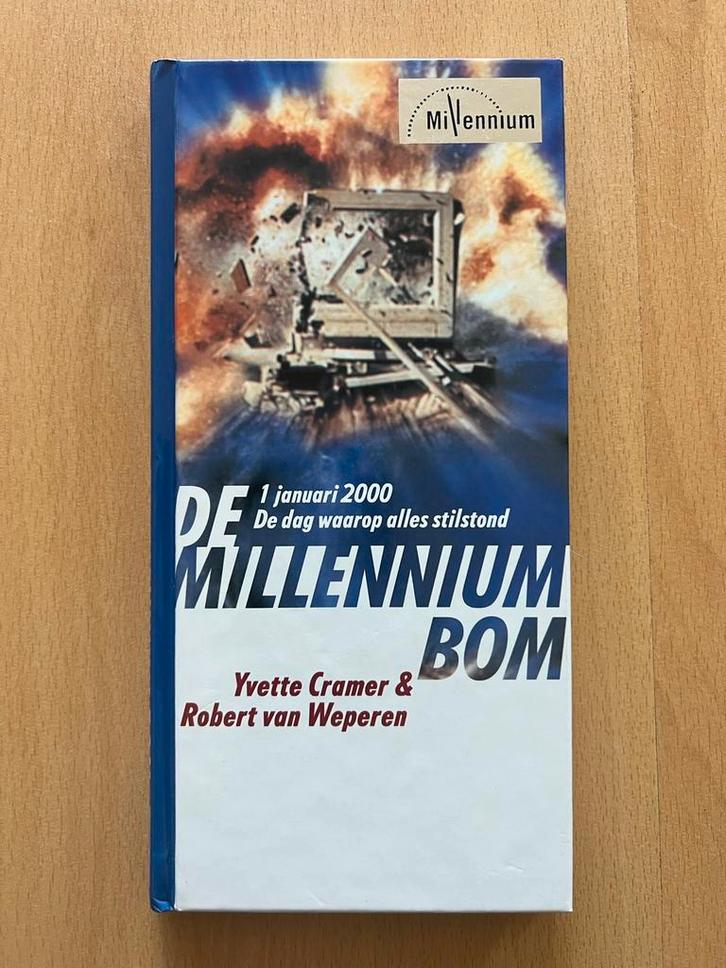 Millennium
1 januari 2000
De dag waarop alles stilstond
DE
MILLENNIUM
BOM
Yvette Cramer &
Robert van Weperen